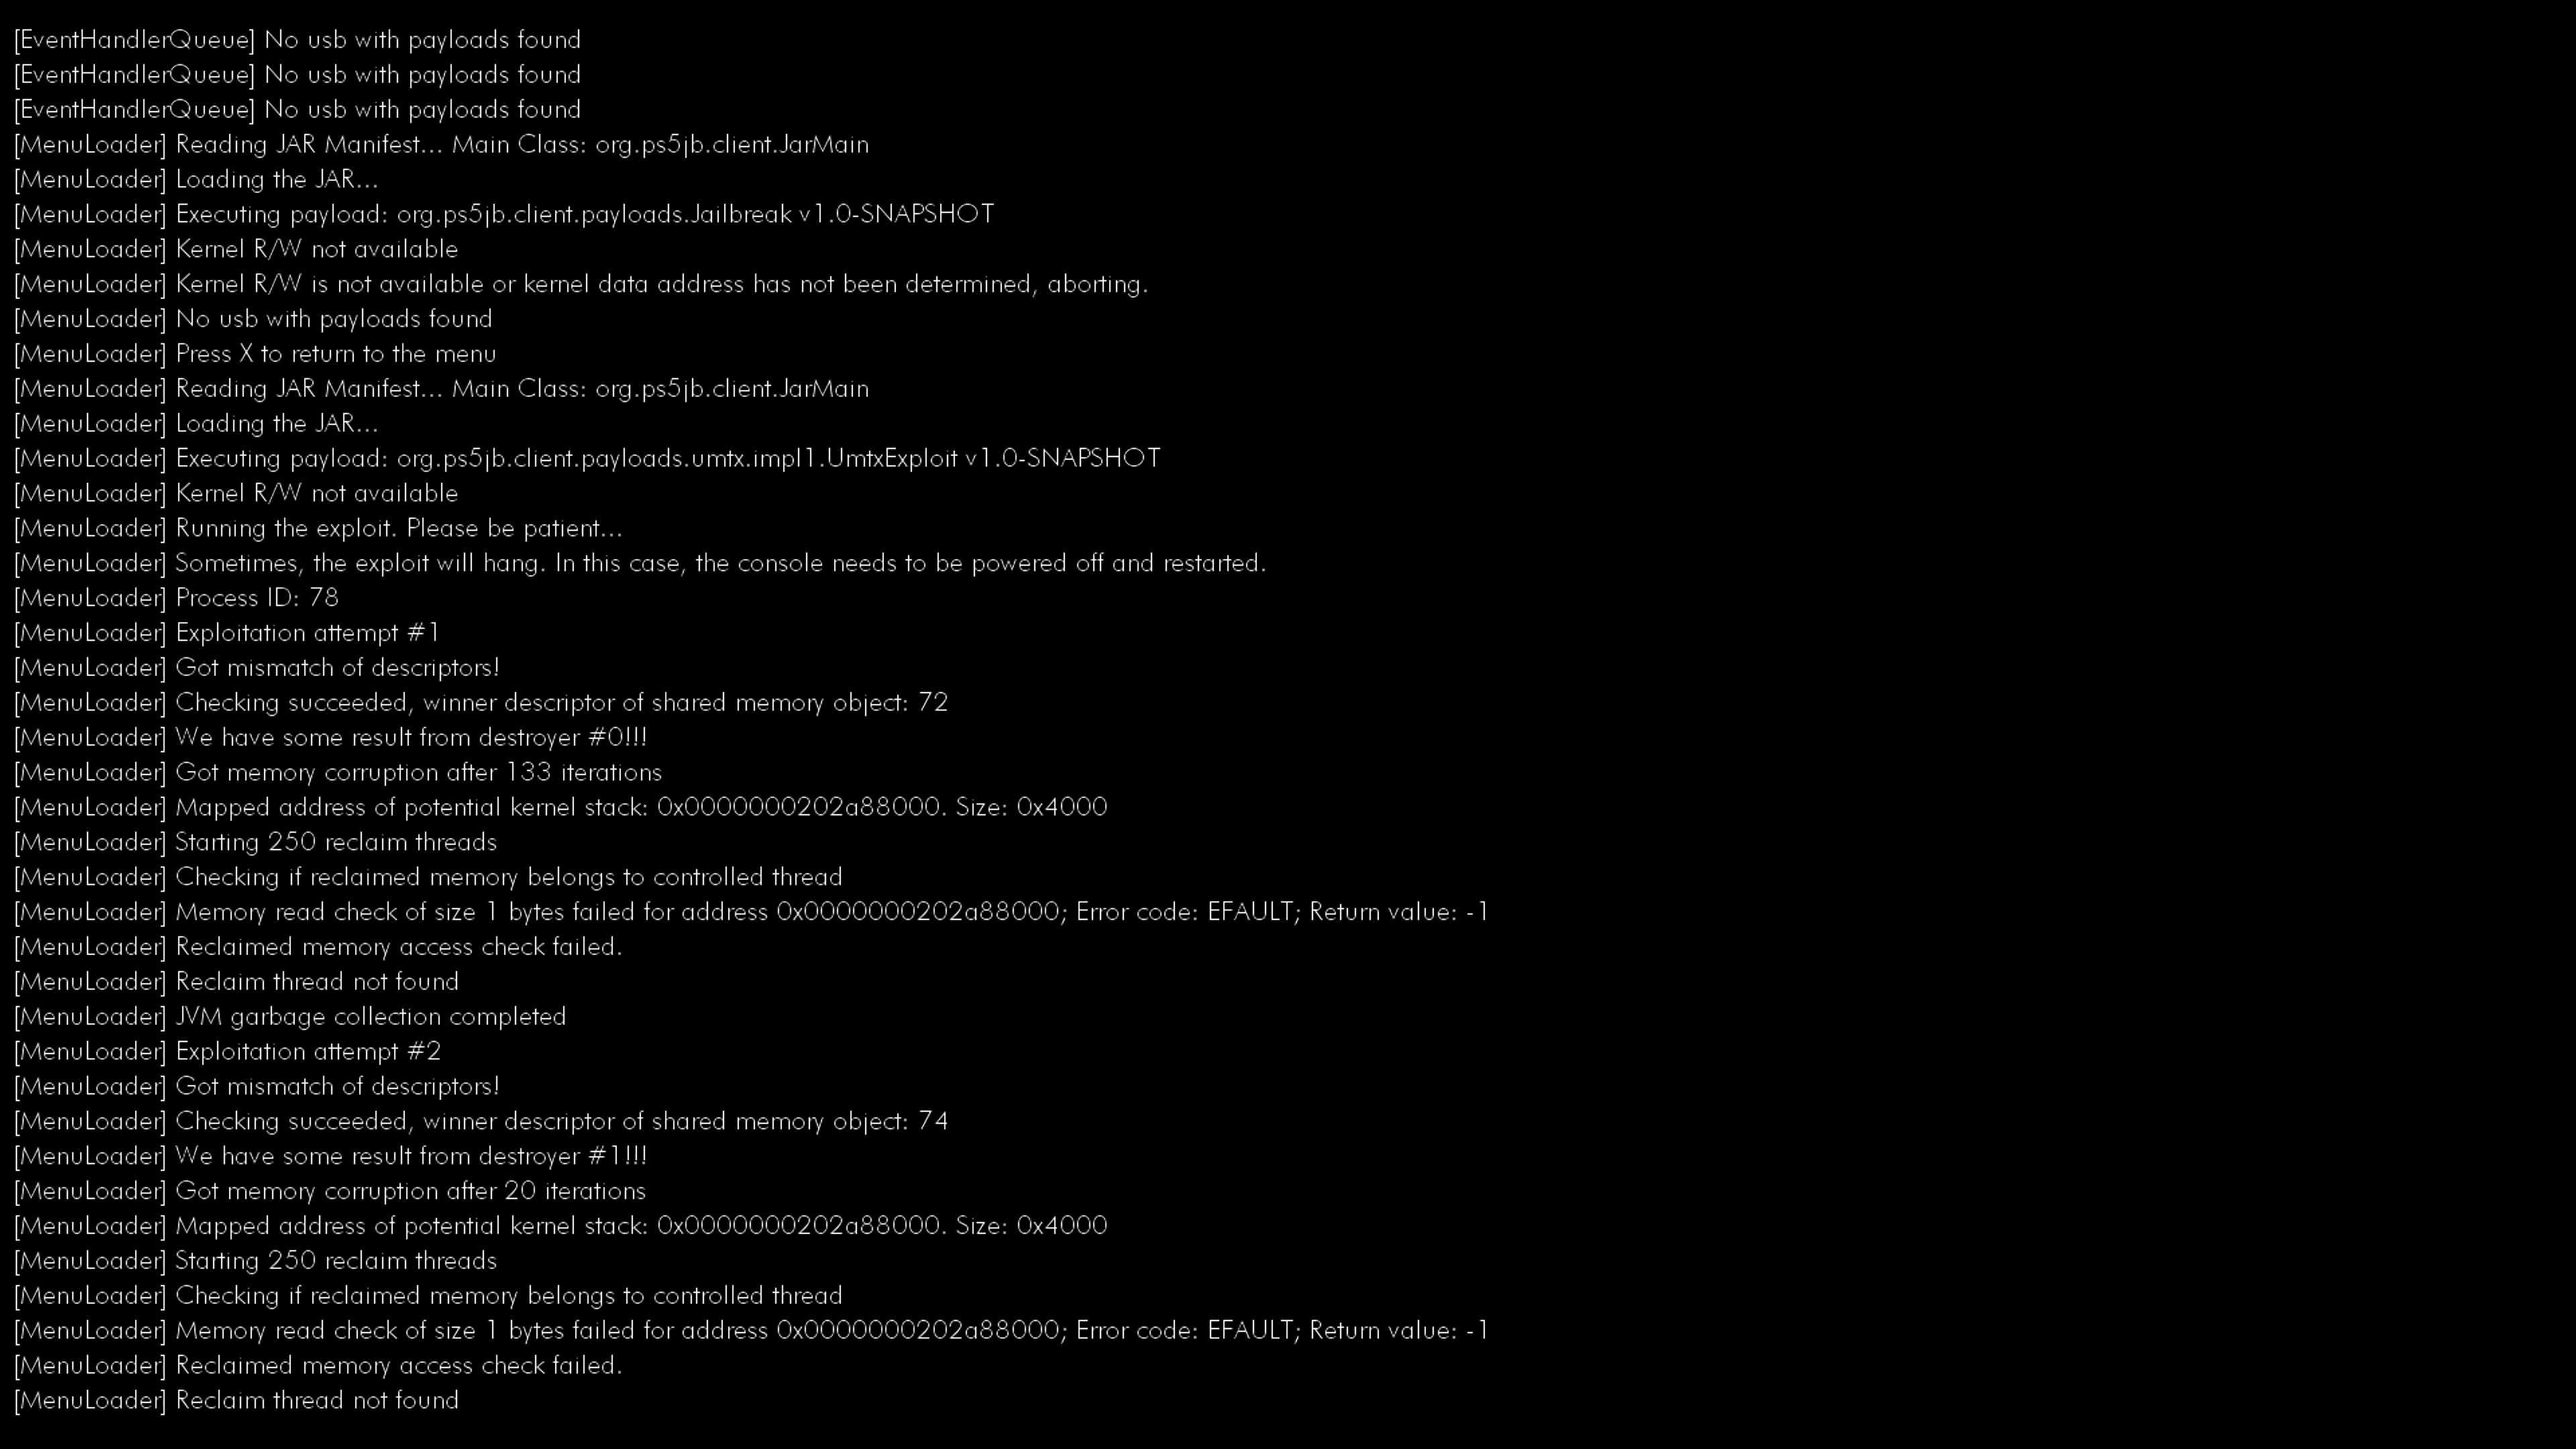 [EventHandlerQueue] No usb with payloads found
[EventHandlerQueue] No usb with payloads found
[EventHandlerQueue] No usb with payloads found
[MenuLoader] Reading JAR Manifest... Main Class: org.ps5jb.client.JarMain
[MenuLoader] Loading the JAR...
[MenuLoader] Executing payload: org.ps5jb.client.payloads.Jailbreak v1.0-SNAPSHOT
[MenuLoader] Kernel R/W not available
[MenuLoader] Kernel R/W is not available or kernel data address has not been determined, aborting.
[MenuLoader] No usb with payloads found
[MenuLoader] Press X to return to the menu
[MenuLoader] Reading JAR Manifest... Main Class: org.ps5jb.client.JarMain
[MenuLoader] Loading the JAR...
[MenuLoader] Executing payload: org.ps5jb.client.payloads.umtx.impl1.UmtxExploit v1.0-SNAPSHOT
[MenuLoader] Kernel R/W not available
[MenuLoader] Running the exploit. Please be patient...
[MenuLoader] Sometimes, the exploit will hang. In this case, the console needs to be powered off and restarted.
[MenuLoader] Process ID: 78
[MenuLoader] Exploitation attempt #1
[MenuLoader] Got mismatch of descriptors!
[MenuLoader] Checking succeeded, winner descriptor of shared memory object: 72
[MenuLoader] We have some result from destroyer #0!!!
[MenuLoader] Got memory corruption after 133 iterations
[MenuLoader] Mapped address of potential kernel stack: 0x0000000202a88000. Size: 0x4000
[MenuLoader] Starting 250 reclaim threads
[MenuLoader] Checking if reclaimed memory belongs to controlled thread
[MenuLoader] Memory read check of size 1 bytes failed for address 0x0000000202a88000; Error code: EFAULT; Return value: -1
[MenuLoader] Reclaimed memory access check failed.
[MenuLoader] Reclaim thread not found
[MenuLoader] JVM garbage collection completed
[MenuLoader] Exploitation attempt #2
[MenuLoader] Got mismatch of descriptors!
[MenuLoader] Checking succeeded, winner descriptor of shared memory object: 74
[MenuLoader] We have some result from destroyer #1!!!
[MenuLoader] Got memory corruption after 20 iterations
[MenuLoader] Mapped address of potential kernel stack: 0x0000000202a88000. Size: 0x4000
[MenuLoader] Starting 250 reclaim threads
[MenuLoader] Checking if reclaimed memory belongs to controlled thread
[MenuLoader] Memory read check of size 1 bytes failed for address 0x0000000202a88000; Error code: EFAULT; Return value: -1
[MenuLoader] Reclaimed memory access check failed.
[MenuLoader] Reclaim thread not found